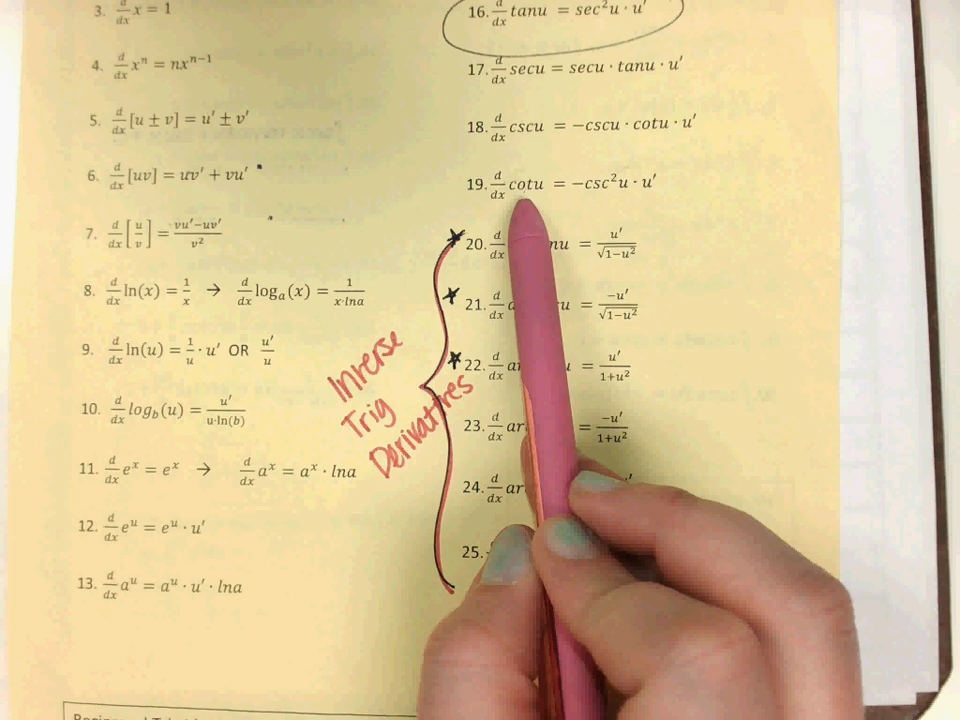 3. d/dx x = 1
4. d/dx xⁿ = nxⁿ⁻¹
5. d/dx [u ± v] = u′ ± v′
6. d/dx [uv] = uv′ + vu′
7. d/dx [u/v] = vu′−uv′/v²
8. d/dx ln(x) = 1/x → d/dx logₐ(x) = 1/x·lna
9. d/dx ln(u) = 1/u · u′ OR u′/u
10. d/dx log_b(u) = u′/u·ln(b)
11. d/dx eˣ = eˣ → d/dx aˣ = aˣ · lna
12. d/dx eᵘ = eᵘ · u′
13. d/dx aᵘ = aᵘ · u′ · lna
Inverse
Trig
Derivatives
16. d/dx tanu = sec²u · u′
17. d/dx secu = secu · tanu · u′
18. d/dx cscu = −cscu · cotu · u′
19. d/dx cotu = −csc²u · u′
20. d/dx nu = u′/√1−u²
21. d/dx u = −u′/√1−u²
22. d/dx = u′/1+u²
23. d/dx ar = −u′/1+u²
24. d/dx ar
25.